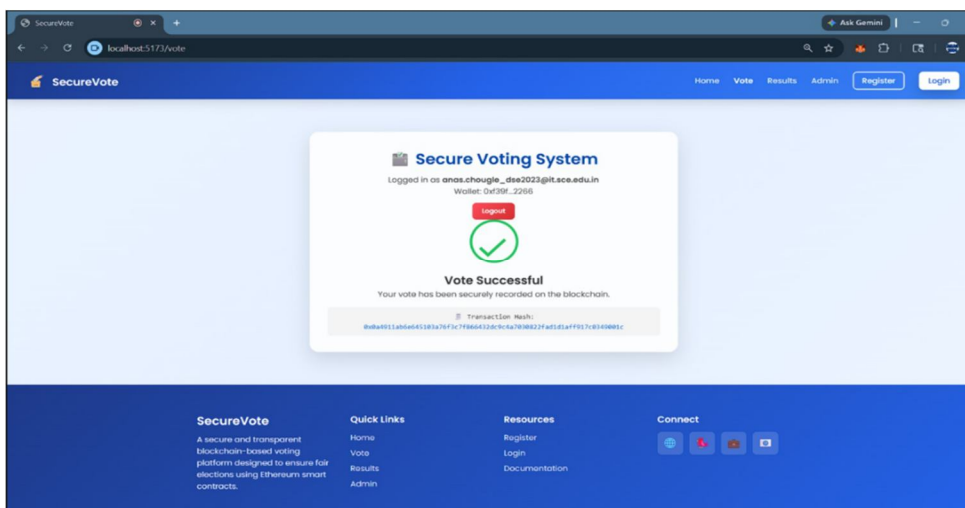 SecureVote
Ask Gemini
localhost:5173/vote
SecureVote
Home Vote Results Admin Register Login
Secure Voting System
Logged in as anas.chougle_dse2023@it.sce.edu.in
Wallet: 0xf39f...2266
Logout
Vote Successful
Your vote has been securely recorded on the blockchain.
Transaction Hash:
SecureVote
A secure and transparent
blockchain-based voting
platform designed to ensure fair
elections using Ethereum smart
contracts.
Quick Links
Home
Vote
Results
Admin
Resources
Register
Login
Documentation
Connect